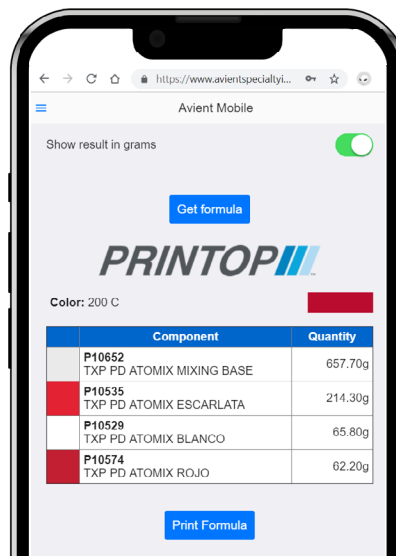 https://www.avientspecialtyi...
Avient Mobile
Show result in grams
Get formula
PRINTOP
Color: 200 C
Component Quantity
P10652
TXP PD ATOMIX MIXING BASE 657.70g
P10535
TXP PD ATOMIX ESCARLATA 214.30g
P10529
TXP PD ATOMIX BLANCO 65.80g
P10574
TXP PD ATOMIX ROJO 62.20g
Print Formula